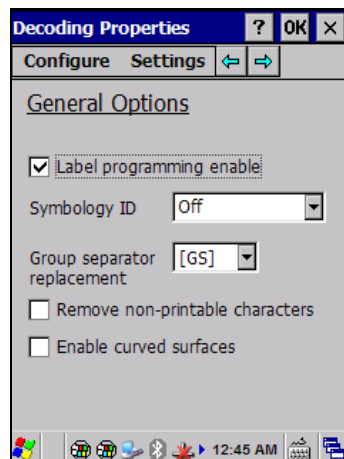 Decoding Properties ? OK ×
Configure Settings
General Options
Label programming enable
Symbology ID Off
Group separator replacement [GS]
Remove non-printable characters
Enable curved surfaces
12:45 AM